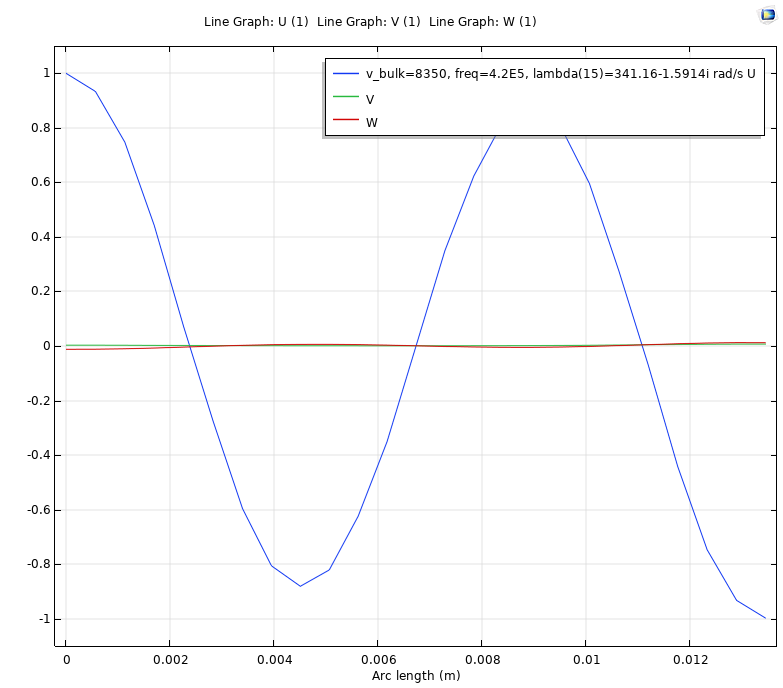 Line Graph: U (1)  Line Graph: V (1)  Line Graph: W (1)
v_bulk=8350, freq=4.2E5, lambda(15)=341.16-1.5914i rad/s U
V
W
1
0.8
0.6
0.4
0.2
0
-0.2
-0.4
-0.6
-0.8
-1
0 0.002 0.004 0.006 0.008 0.01 0.012
Arc length (m)